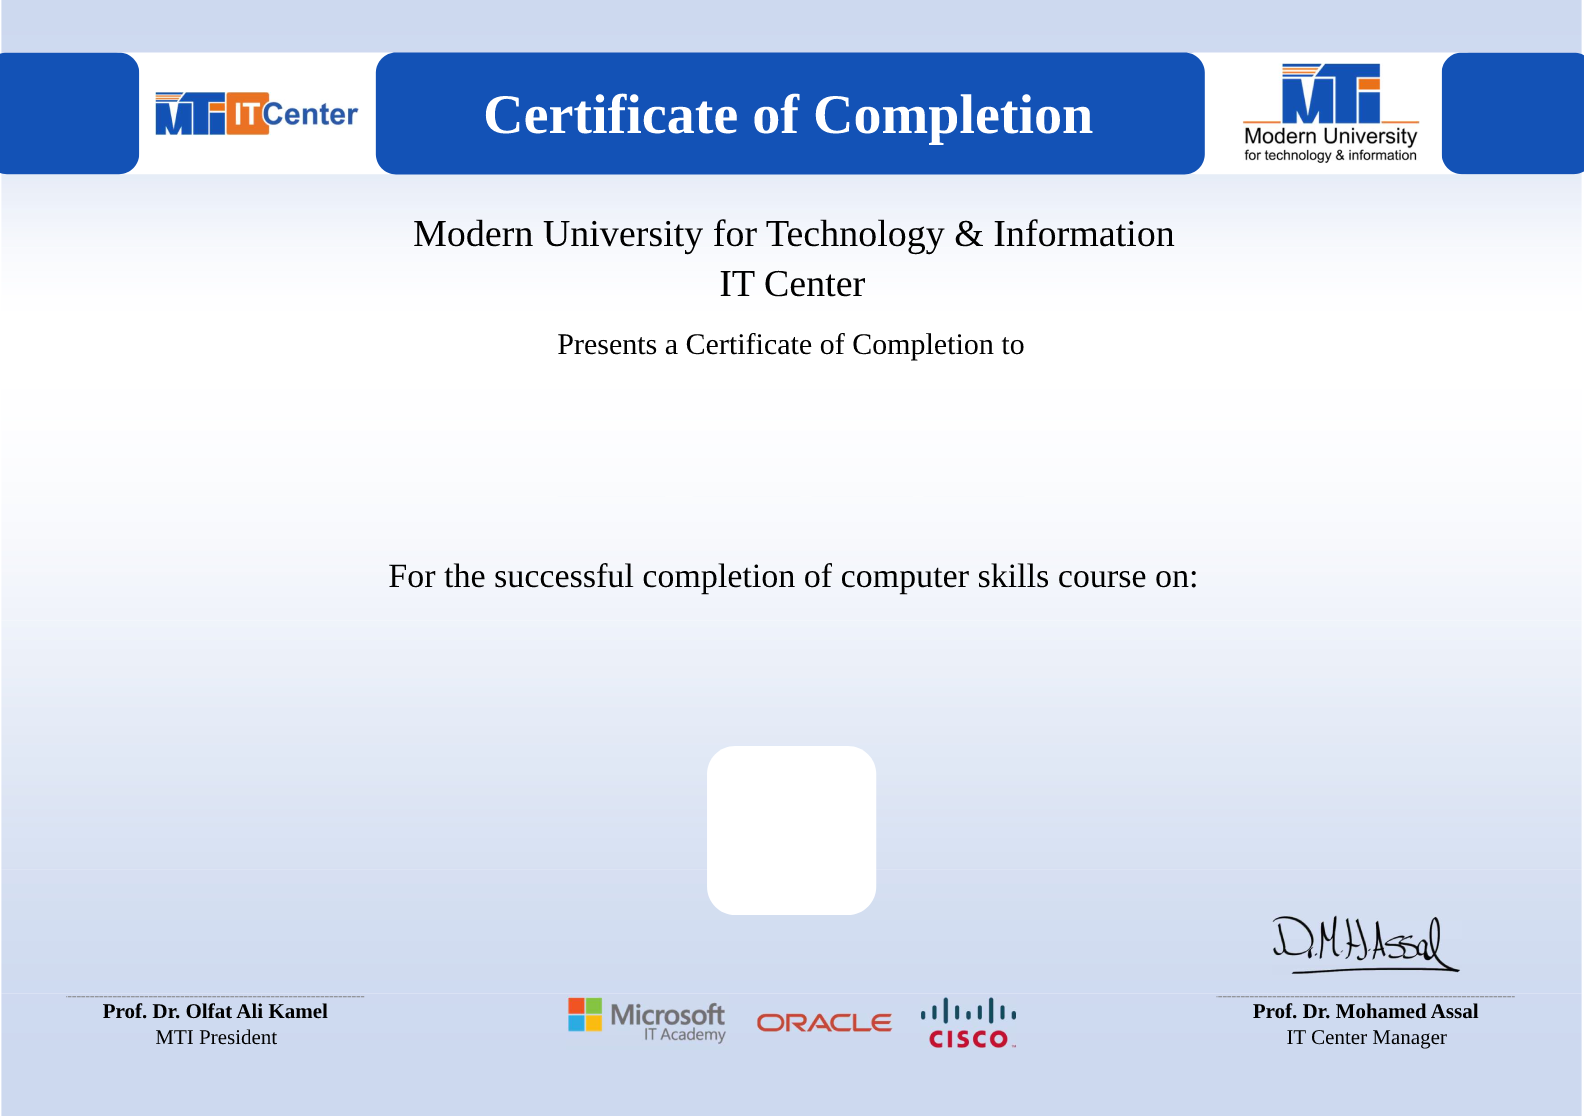 MTi IT Center
Certificate of Completion
MTi
Modern University
for technology & information
Modern University for Technology & Information
IT Center
Presents a Certificate of Completion to
For the successful completion of computer skills course on:
D.M.H.Assal
Prof. Dr. Olfat Ali Kamel
MTI President
Microsoft
IT Academy
ORACLE
CISCO
Prof. Dr. Mohamed Assal
IT Center Manager